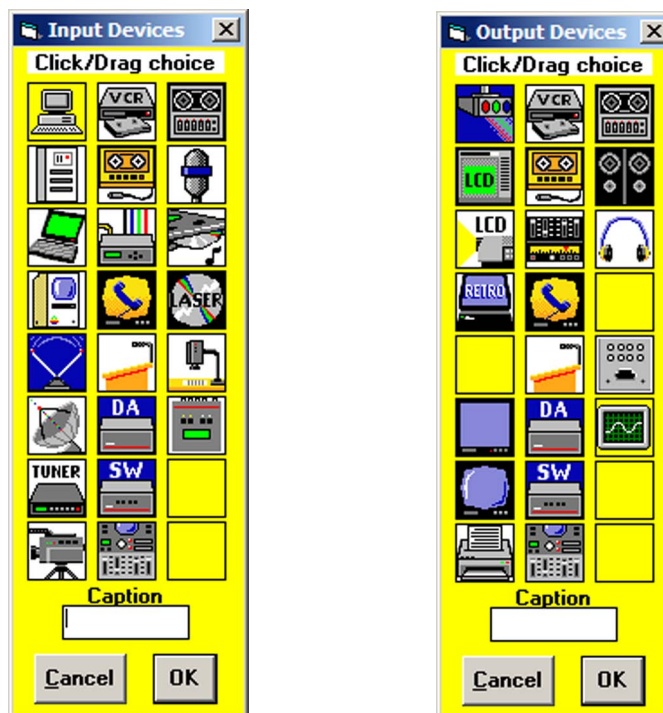 Input Devices
Click/Drag choice
VCR
LASER
DA
TUNER
SW
Caption
Cancel
OK
Output Devices
Click/Drag choice
VCR
LCD
LCD
RETRO
DA
SW
Caption
Cancel
OK